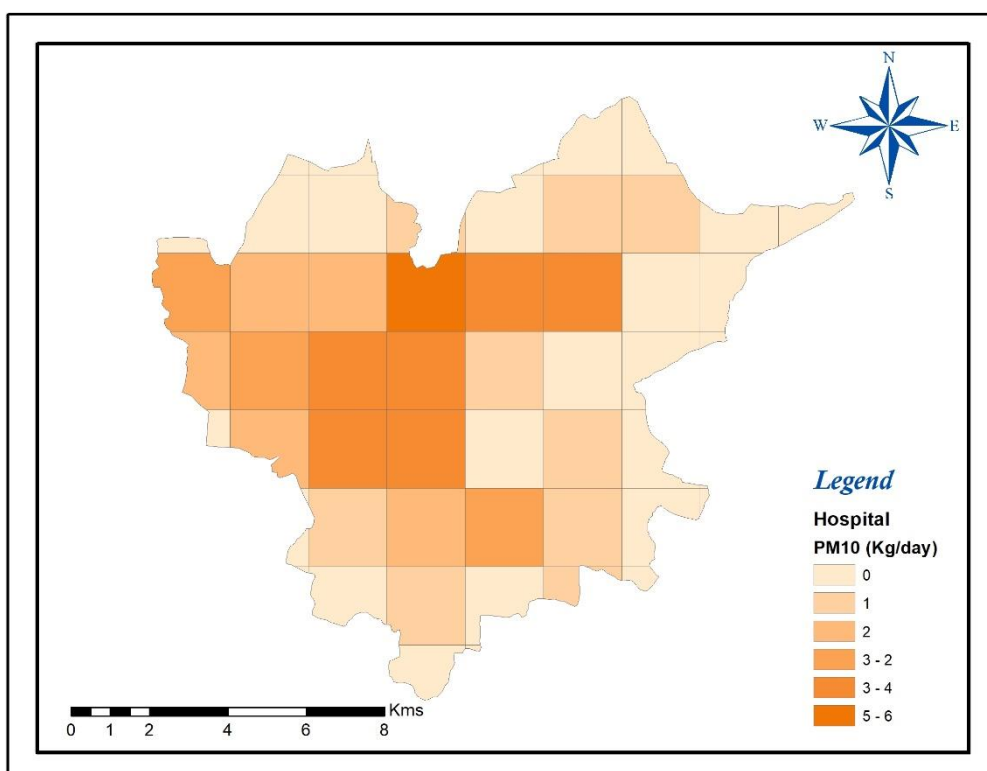 N
W E
S
Legend
Hospital
PM10 (Kg/day)
0
1
2
3 - 2
3 - 4
5 - 6
Kms
0 1 2 4 6 8